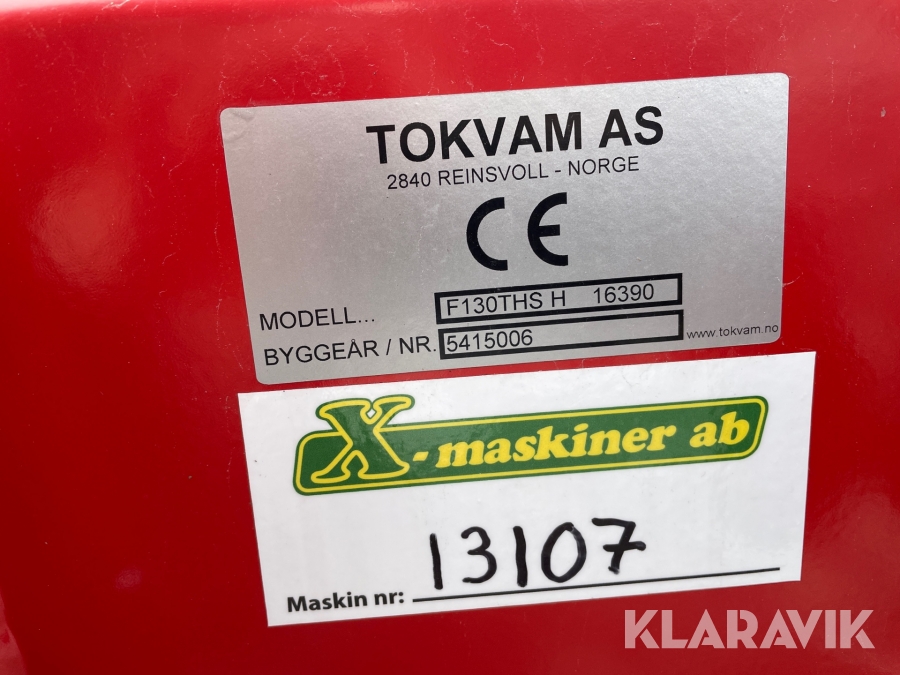 TOKVAM AS
2840 REINSVOLL - NORGE
CE
MODELL... F130THS H 16390
BYGGEÅR / NR. 5415006 www.tokvam.no
X-maskiner ab
Maskin nr: 13107
KLARAVIK